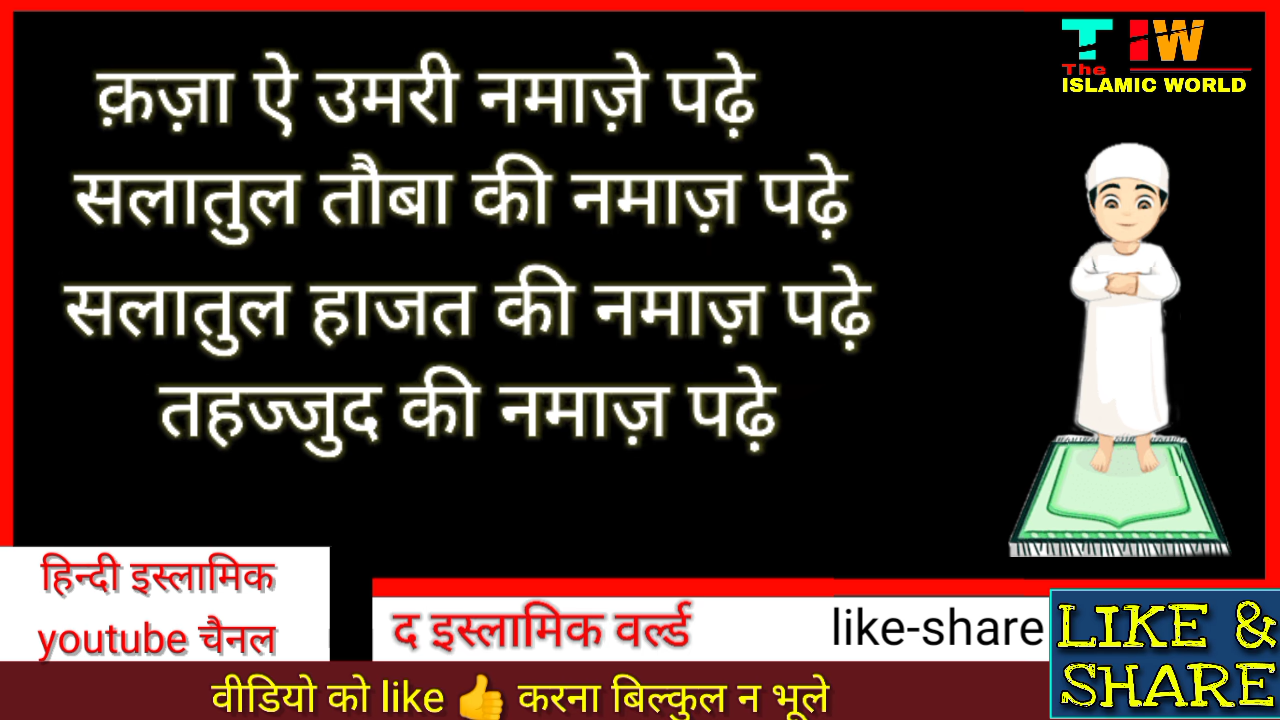 क़ज़ा ऐ उमरी नमाज़े पढ़े
सलातुल तौबा की नमाज़ पढ़े
सलातुल हाजत की नमाज़ पढ़े
तहज्जुद की नमाज़ पढ़े
T IW
The
ISLAMIC WORLD
हिन्दी इस्लामिक
youtube चैनल
द इस्लामिक वर्ल्ड
like-share
LIKE &
SHARE
वीडियो को like 👍 करना बिल्कुल न भूले